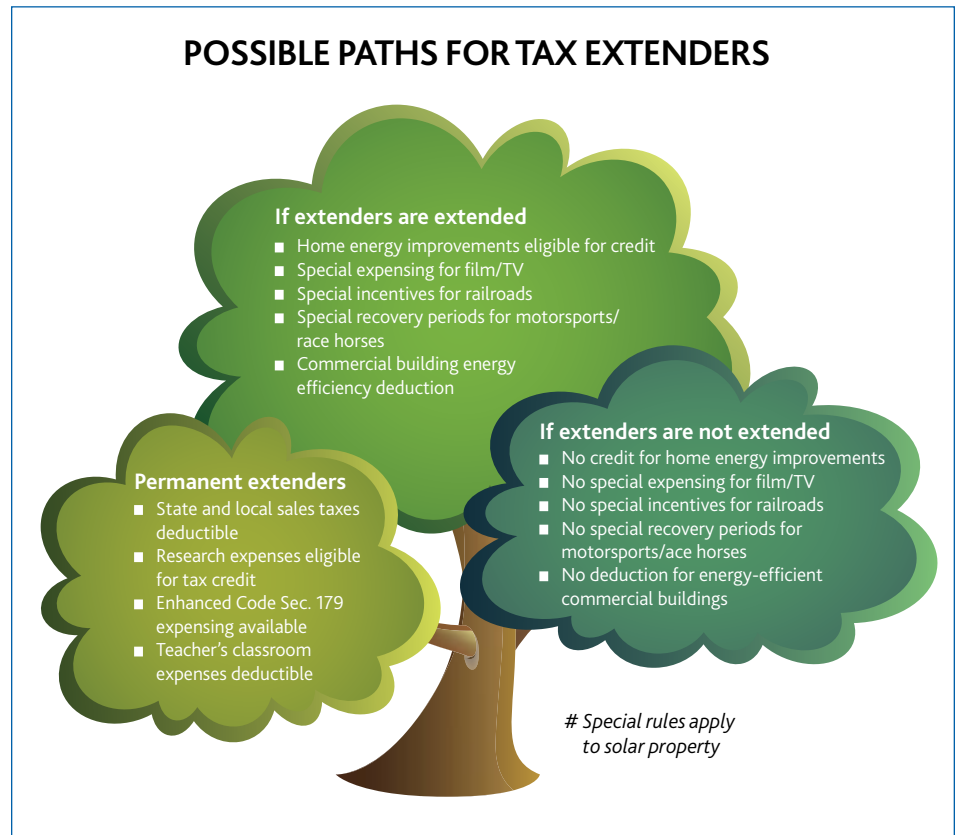 POSSIBLE PATHS FOR TAX EXTENDERS
If extenders are extended
■ Home energy improvements eligible for credit
■ Special expensing for film/TV
■ Special incentives for railroads
■ Special recovery periods for motorsports/
race horses
■ Commercial building energy
efficiency deduction
Permanent extenders
■ State and local sales taxes
deductible
■ Research expenses eligible
for tax credit
■ Enhanced Code Sec. 179
expensing available
■ Teacher's classroom
expenses deductible
If extenders are not extended
■ No credit for home energy improvements
■ No special expensing for film/TV
■ No special incentives for railroads
■ No special recovery periods for
motorsports/ace horses
■ No deduction for energy-efficient
commercial buildings
# Special rules apply
to solar property